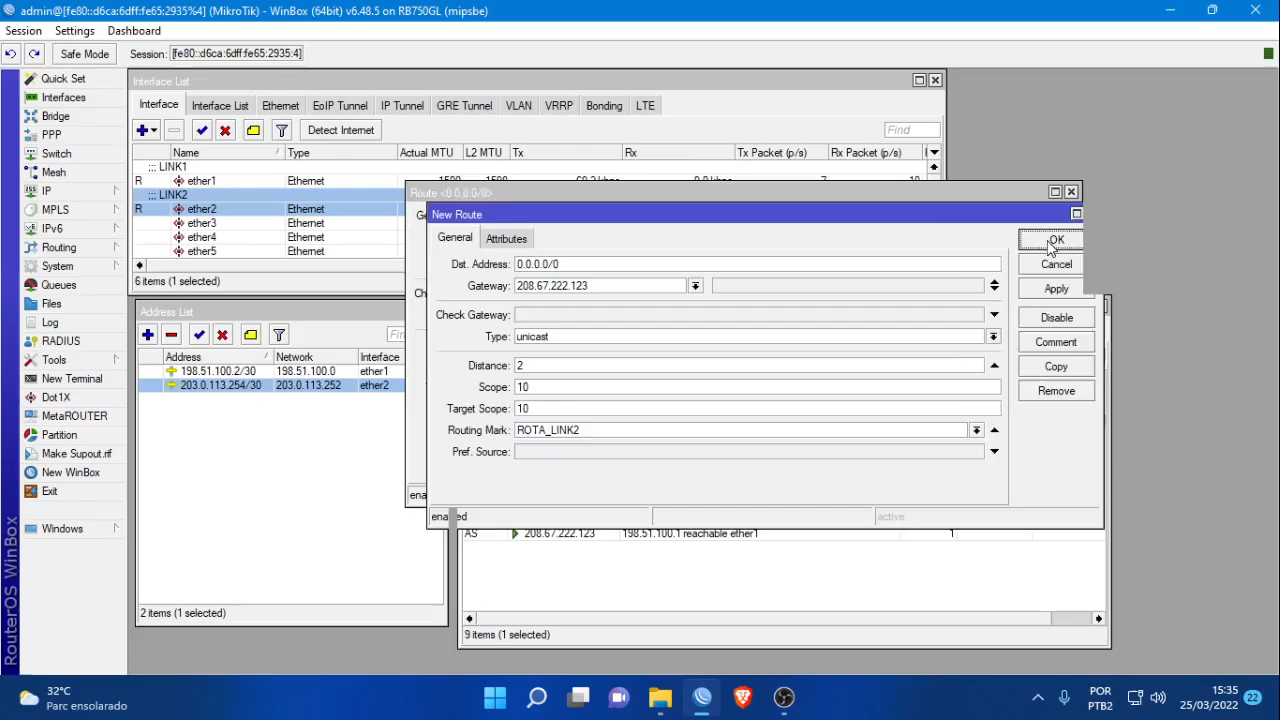 admin@[fe80::d6ca:6dff:fe65:2935%4] (MikroTik) - WinBox (64bit) v6.48.5 on RB750GL (mipsbe)
Session Settings Dashboard
Safe Mode Session: [fe80::d6ca:6dff:fe65:2935:4]
Quick Set
Interfaces
Bridge
PPP
Switch
Mesh
IP
MPLS
IPv6
Routing
System
Queues
Files
Log
RADIUS
Tools
New Terminal
Dot1X
MetaROUTER
Partition
Make Supout.rif
New WinBox
Exit
Windows
RouterOS WinBox
Interface List
Interface Interface List Ethernet EoIP Tunnel IP Tunnel GRE Tunnel VLAN VRRP Bonding LTE
Detect Internet Find
Name Type Actual MTU L2 MTU Tx Rx Tx Packet (p/s) Rx Packet (p/s)
;;; LINK1
R ether1 Ethernet
;;; LINK2
R ether2 Ethernet
ether3 Ethernet
ether4 Ethernet
ether5 Ethernet
6 items (1 selected)
Address List
Address Network Interface
198.51.100.2/30 198.51.100.0 ether1
203.0.113.254/30 203.0.113.252 ether2
2 items (1 selected)
Route <0.0.0.0/0>
New Route
General Attributes
Dst. Address: 0.0.0.0/0
Gateway: 208.67.222.123
Check Gateway:
Type: unicast
Distance: 2
Scope: 10
Target Scope: 10
Routing Mark: ROTA_LINK2
Pref. Source:
OK
Cancel
Apply
Disable
Comment
Copy
Remove
active
AS 208.67.222.123 198.51.100.1 reachable ether1 1
9 items (1 selected)
32°C
Parc ensolarado
POR
PTB2
15:35
25/03/2022
22